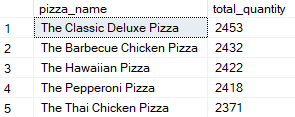 pizza_name total_quantity
1 The Classic Deluxe Pizza 2453
2 The Barbecue Chicken Pizza 2432
3 The Hawaiian Pizza 2422
4 The Pepperoni Pizza 2418
5 The Thai Chicken Pizza 2371